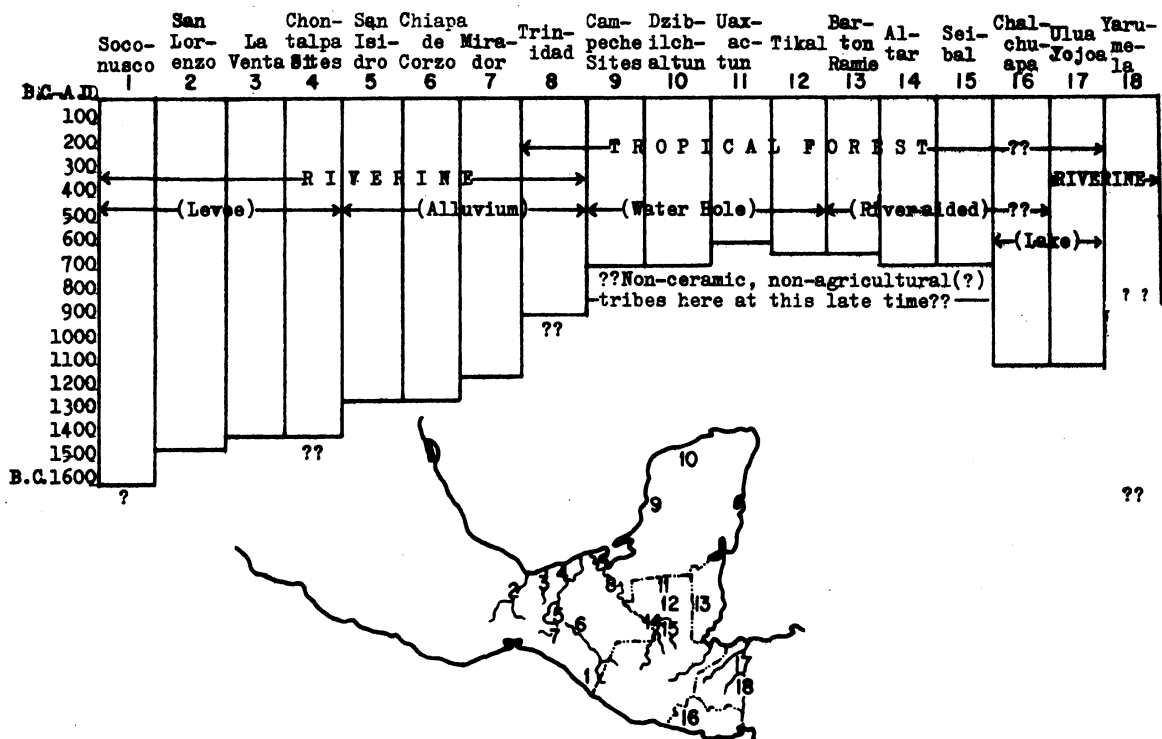 Soco-
nusco
1
San
Lor-
enzo
2
La
Venta
3
Chon-
talpa
Sites
4
San
Isi-
dro
5
Chiapa
de
Corzo
6
Mira-
dor
7
Trin-
idad
8
Cam-
peche
Sites
9
Dzib-
ilch-
altun
10
Uax-
ac-
tun
11
Tikal
12
Bar-
ton
Ramie
13
Al-
tar
14
Sei-
bal
15
Chal-
chu-
apa
16
Ulua
Yojoa
17
Yaru-
me-
la
18
B.C.-A.D.
100
200
300
400
500
600
700
800
900
1000
1100
1200
1300
1400
1500
B.C. 1600
TROPICAL FOREST ??
RIVERINE
RIVERINE
(Levee)
(Alluvium)
(Water Hole)
(River-aided) ??
(Lake)
??Non-ceramic, non-agricultural(?)
tribes here at this late time??
? ?
??
??
?
??
10
9
2
3
4
8
11
12
13
5
6
7
14
15
1
17
18
16